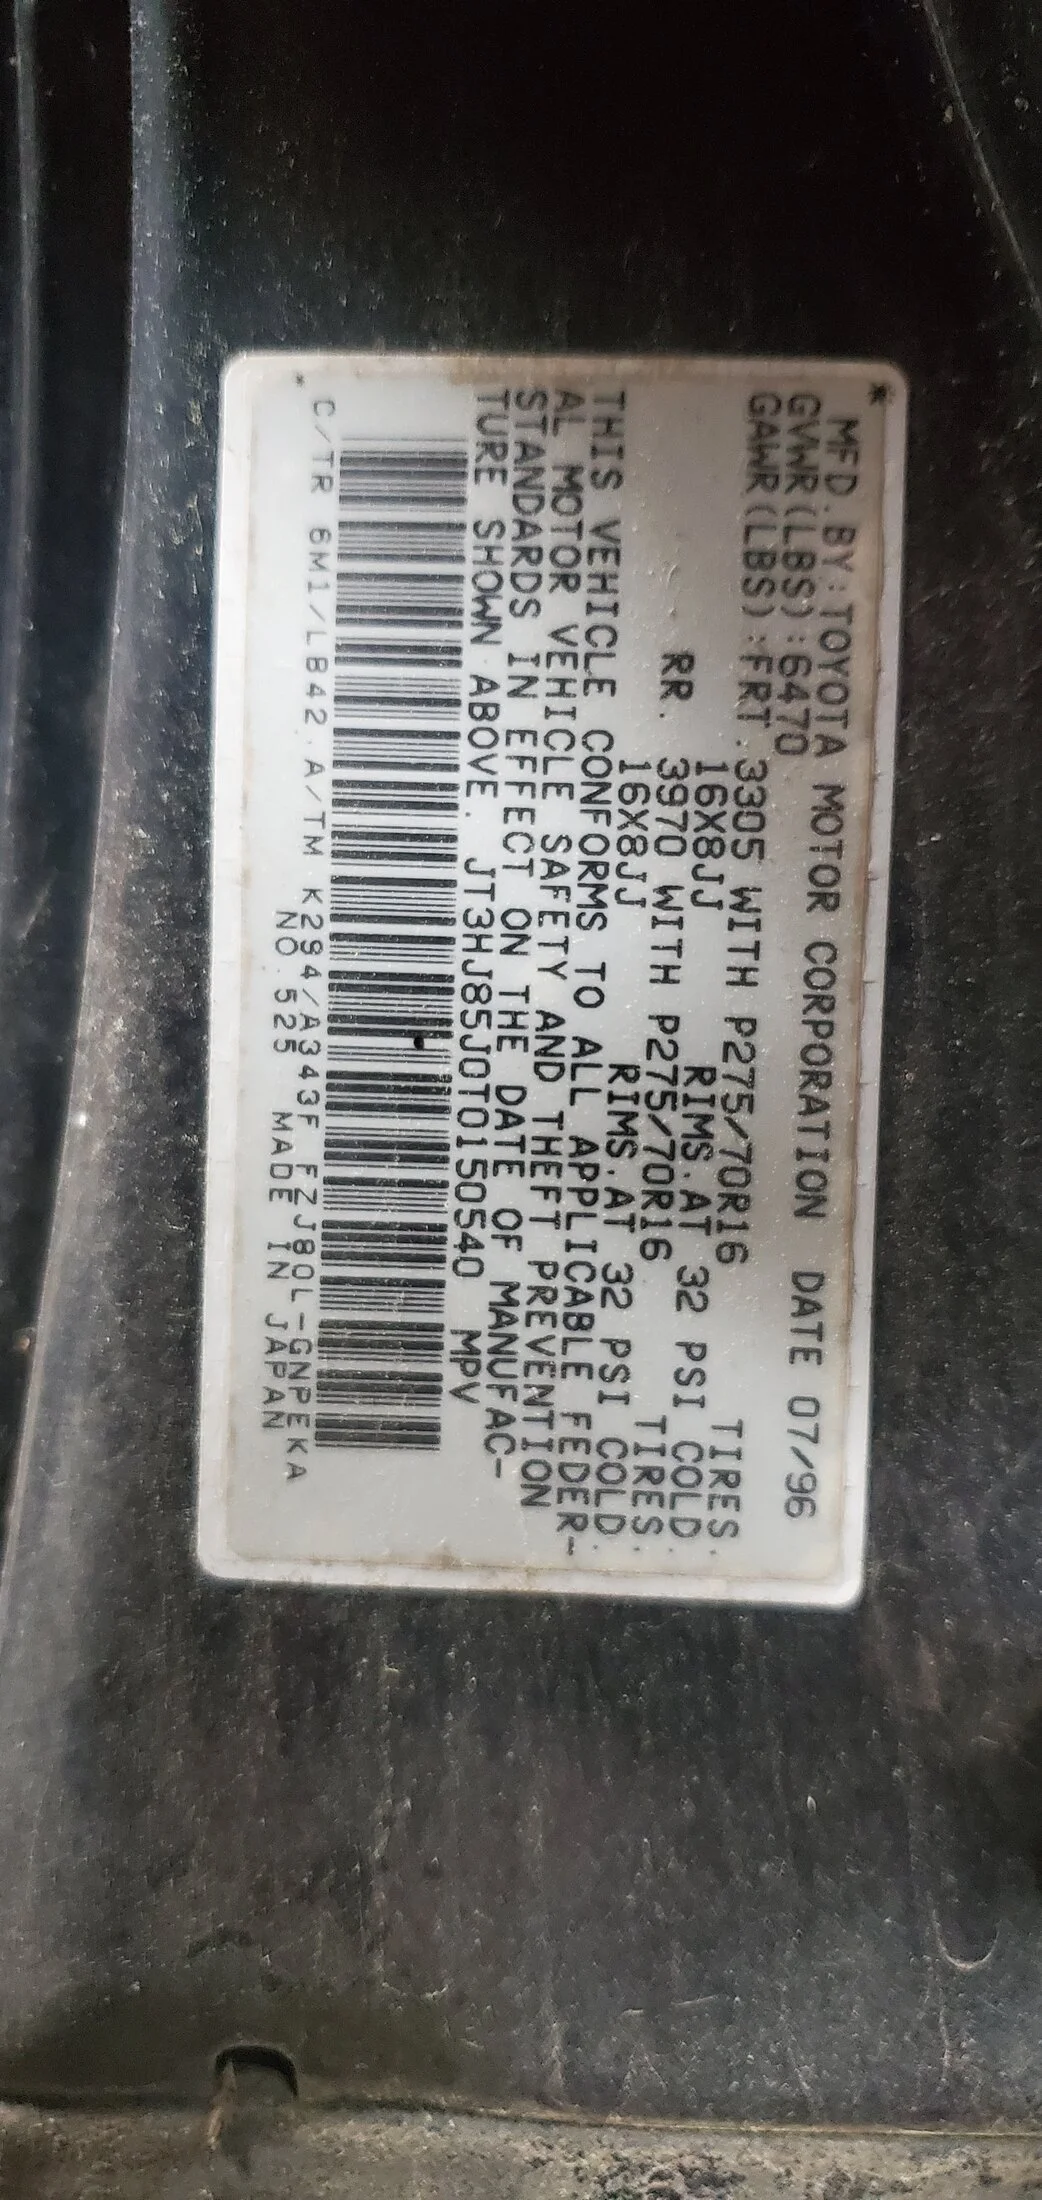 *
MFD.BY:TOYOTA MOTOR CORPORATION DATE 07/96
GVWR(LBS):6470
GAWR(LBS):FRT.3305 WITH P275/70R16 TIRES.
16X8JJ RIMS.AT 32 PSI COLD.
RR. 3970 WITH P275/70R16 TIRES.
16X8JJ RIMS.AT 32 PSI COLD.
THIS VEHICLE CONFORMS TO ALL APPLICABLE FEDER-
AL MOTOR VEHICLE SAFETY AND THEFT PREVENTION
STANDARDS IN EFFECT ON THE DATE OF MANUFAC-
TURE SHOWN ABOVE. JT3HJ85J0T0150540 MPV
C/TR 6M1/LB42.A/TM K294/A343F FZJ80L-GNPEKA
* NO.525 MADE IN JAPAN